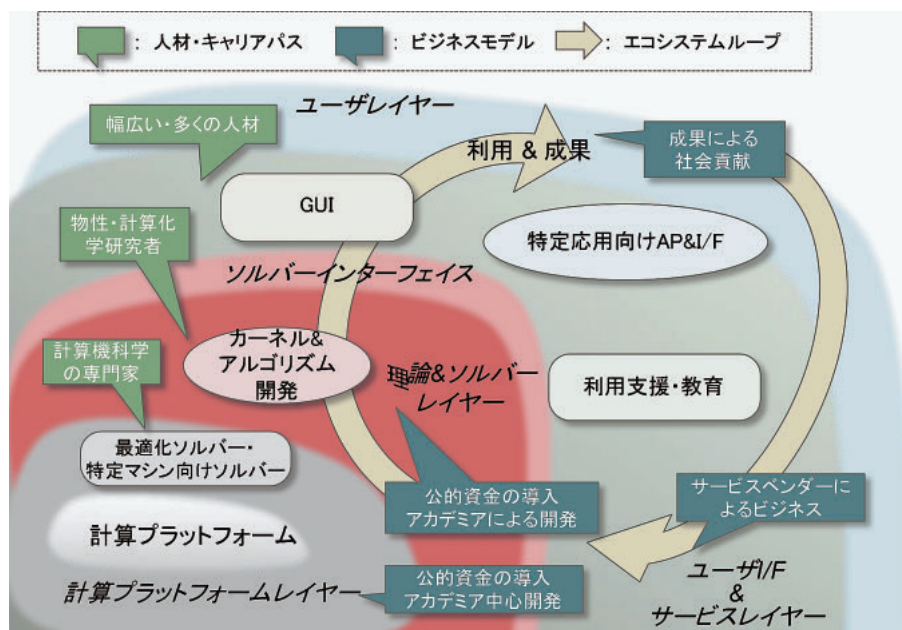 : 人材・キャリアパス
: ビジネスモデル
: エコシステムループ
ユーザレイヤー
幅広い・多くの人材
利用 & 成果
成果による
社会貢献
GUI
物性・計算化
学研究者
特定応用向けAP&I/F
ソルバーインターフェイス
カーネル&
アルゴリズム
開発
計算機科学
の専門家
理論&ソルバー
レイヤー
利用支援・教育
最適化ソルバー・
特定マシン向けソルバー
公的資金の導入
アカデミアによる開発
サービスベンダーに
よるビジネス
計算プラットフォーム
計算プラットフォームレイヤー
公的資金の導入
アカデミア中心開発
ユーザI/F
&
サービスレイヤー